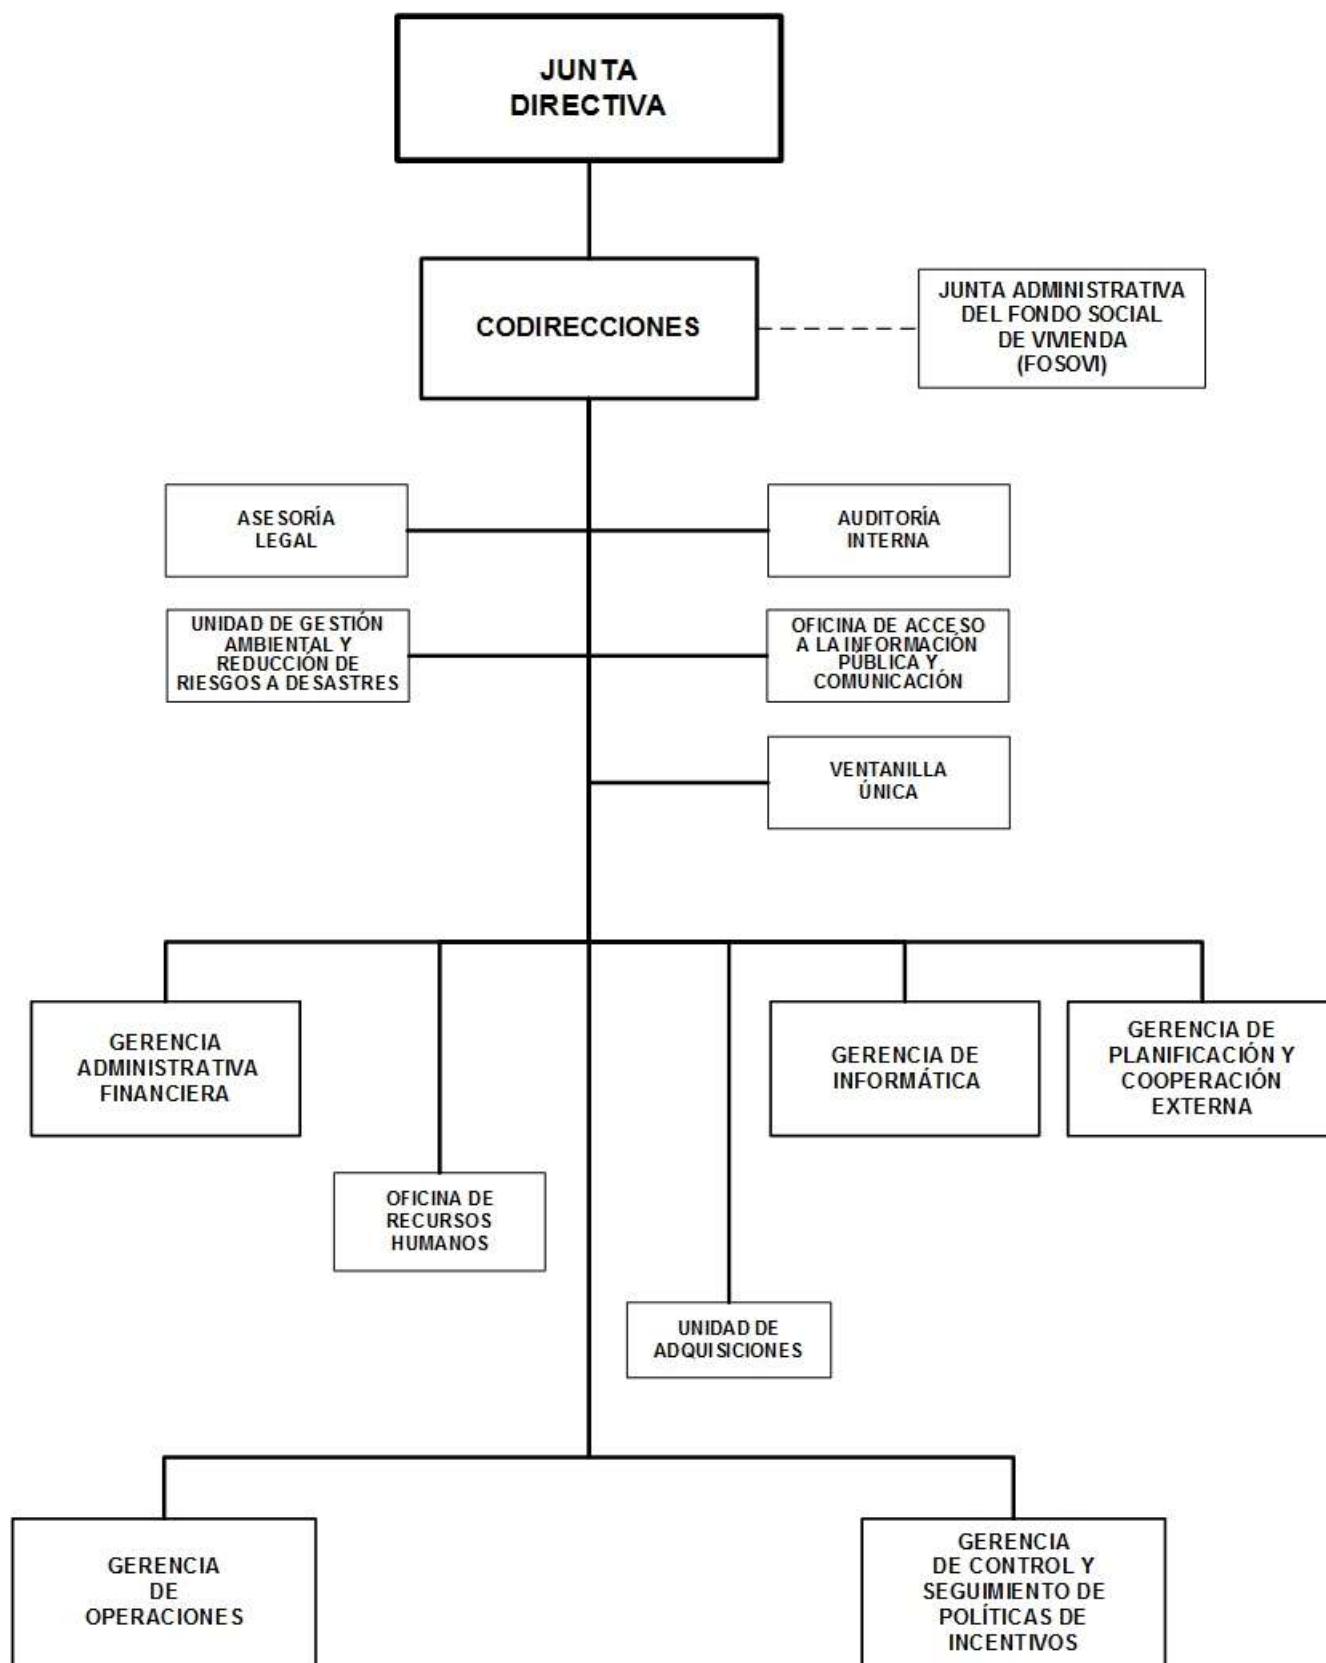 JUNTA
DIRECTIVA
CODIRECCIONES
JUNTA ADMINISTRATIVA
DEL FONDO SOCIAL
DE VIVIENDA
(FOSOVI)
ASESORÍA
LEGAL
AUDITORÍA
INTERNA
UNIDAD DE GESTIÓN
AMBIENTAL Y
REDUCCIÓN DE
RIESGOS A DESASTRES
OFICINA DE ACCESO
A LA INFORMACIÓN
PÚBLICA Y
COMUNICACIÓN
VENTANILLA
ÚNICA
GERENCIA
ADMINISTRATIVA
FINANCIERA
GERENCIA DE
INFORMÁTICA
GERENCIA DE
PLANIFICACIÓN Y
COOPERACIÓN
EXTERNA
OFICINA DE
RECURSOS
HUMANOS
UNIDAD DE
ADQUISICIONES
GERENCIA
DE
OPERACIONES
GERENCIA
DE CONTROL Y
SEGUIMIENTO DE
POLÍTICAS DE
INCENTIVOS